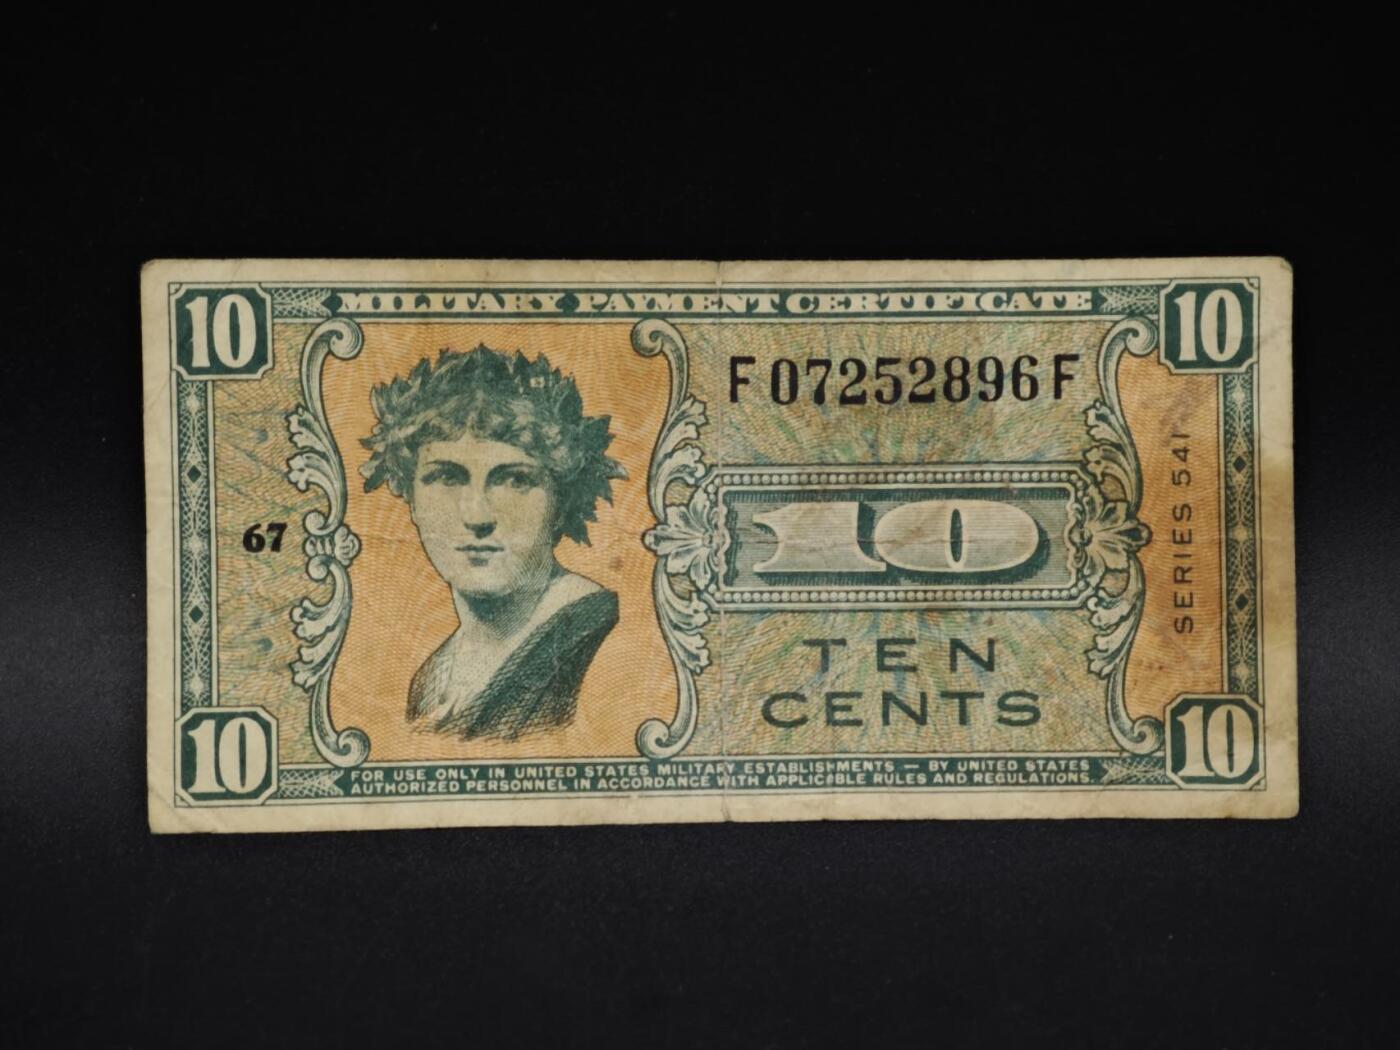 10 MILITARY PAYMENT CERTIFICATE 10
F07252896F
67
10
SERIES 541
TEN
CENTS
10 10
FOR USE ONLY IN UNITED STATES MILITARY ESTABLISHMENTS — BY UNITED STATES
AUTHORIZED PERSONNEL IN ACCORDANCE WITH APPLICABLE RULES AND REGULATIONS.